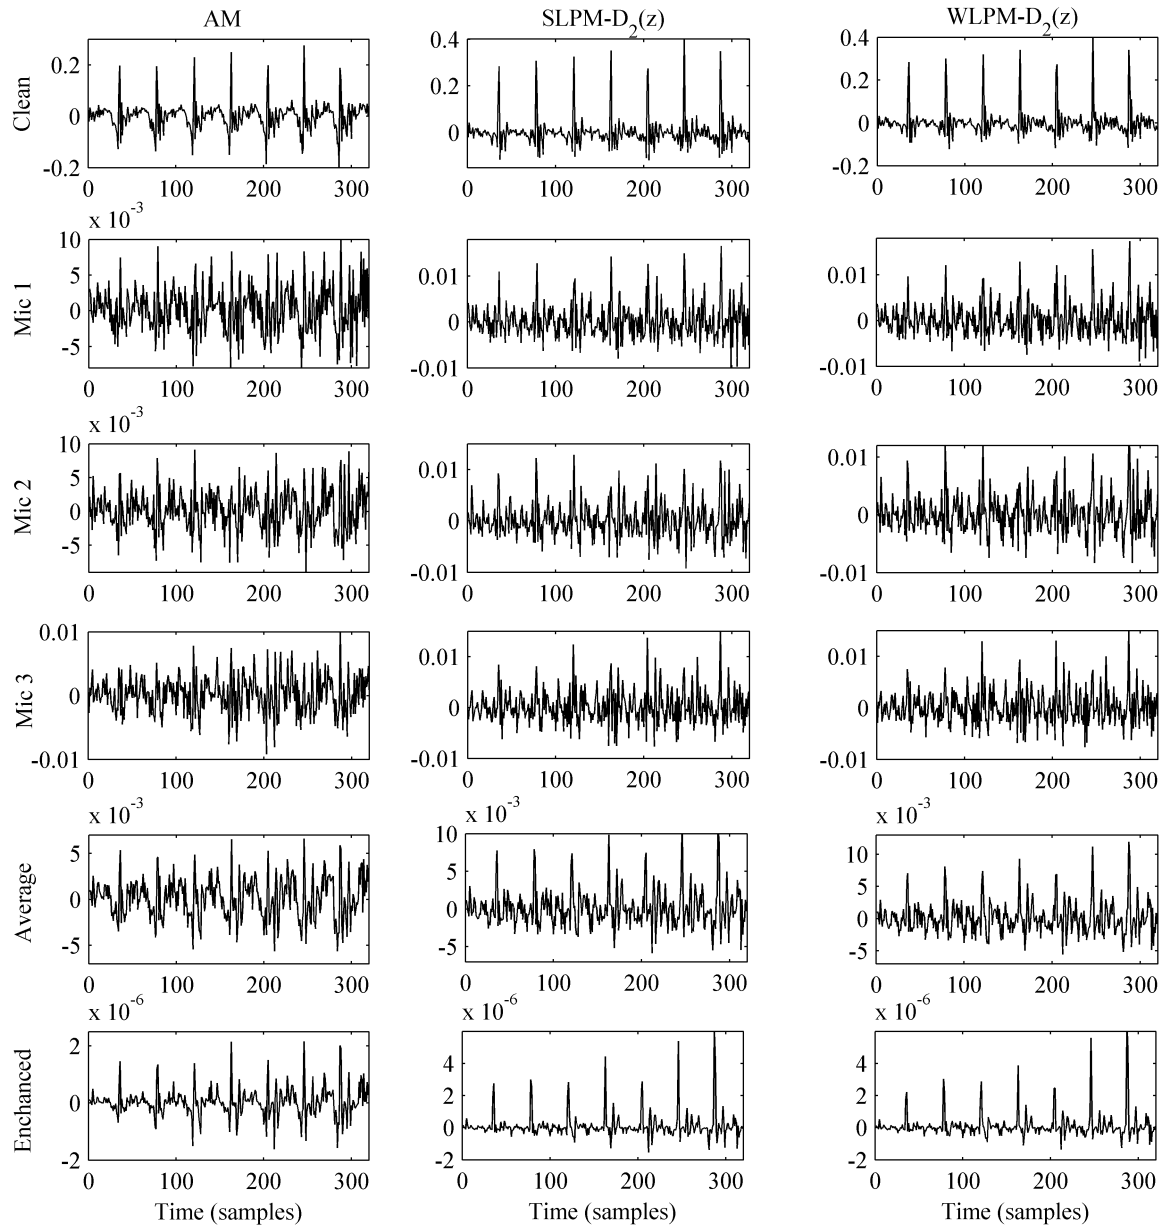 AM SLPM-D2(z) WLPM-D2(z)
Clean
0.2 0 -0.2
0 100 200 300
0.4 0.2 0
0 100 200 300
0.4 0.2 0 -0.2
0 100 200 300
Mic 1
x 10-3
10 5 0 -5
0 100 200 300
0.01 0 -0.01
0 100 200 300
0.01 0 -0.01
0 100 200 300
Mic 2
x 10-3
10 5 0 -5
0 100 200 300
0.01 0 -0.01
0 100 200 300
0.01 0 -0.01
0 100 200 300
Mic 3
0.01 0 -0.01
0 100 200 300
0.01 0 -0.01
0 100 200 300
0.01 0 -0.01
0 100 200 300
Average
x 10-3
5 0 -5
0 100 200 300
x 10-3
10 5 0 -5
0 100 200 300
x 10-3
10 5 0 -5
0 100 200 300
Enchanced
x 10-6
2 0 -2
0 100 200 300
x 10-6
4 2 0 -2
0 100 200 300
x 10-6
6 4 2 0 -2
0 100 200 300
Time (samples) Time (samples) Time (samples)